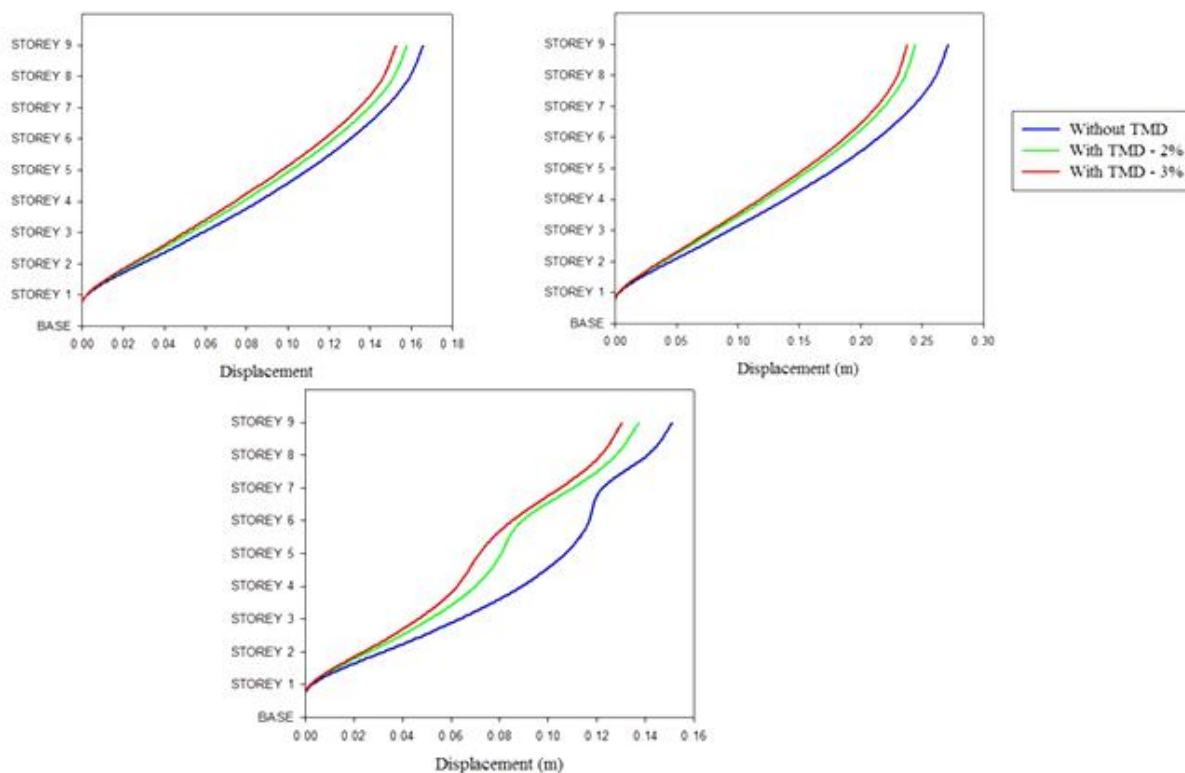 STOREY 9
STOREY 8
STOREY 7
STOREY 6
STOREY 5
STOREY 4
STOREY 3
STOREY 2
STOREY 1
BASE
0.00 0.02 0.04 0.06 0.08 0.10 0.12 0.14 0.16 0.18
Displacement
STOREY 9
STOREY 8
STOREY 7
STOREY 6
STOREY 5
STOREY 4
STOREY 3
STOREY 2
STOREY 1
BASE
0.00 0.05 0.10 0.15 0.20 0.25 0.30
Displacement (m)
Without TMD
With TMD - 2%
With TMD - 3%
STOREY 9
STOREY 8
STOREY 7
STOREY 6
STOREY 5
STOREY 4
STOREY 3
STOREY 2
STOREY 1
BASE
0.00 0.02 0.04 0.06 0.08 0.10 0.12 0.14 0.16
Displacement (m)